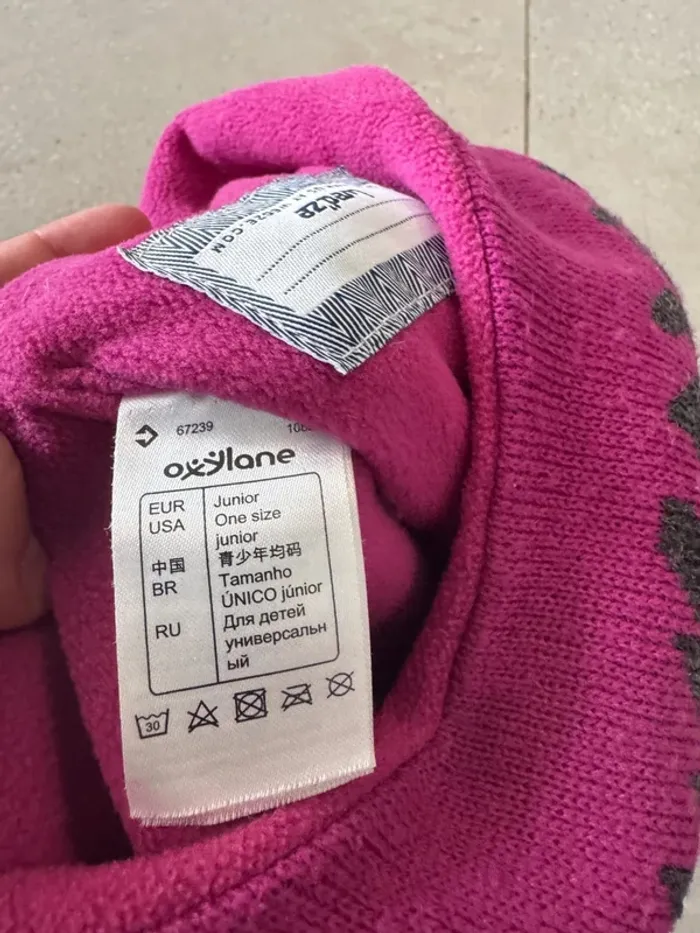 67239
oxylane
EUR Junior
USA One size
junior
中国 青少年均码
BR Tamanho
ÚNICO júnior
RU Для детей
универсальн
ый
30